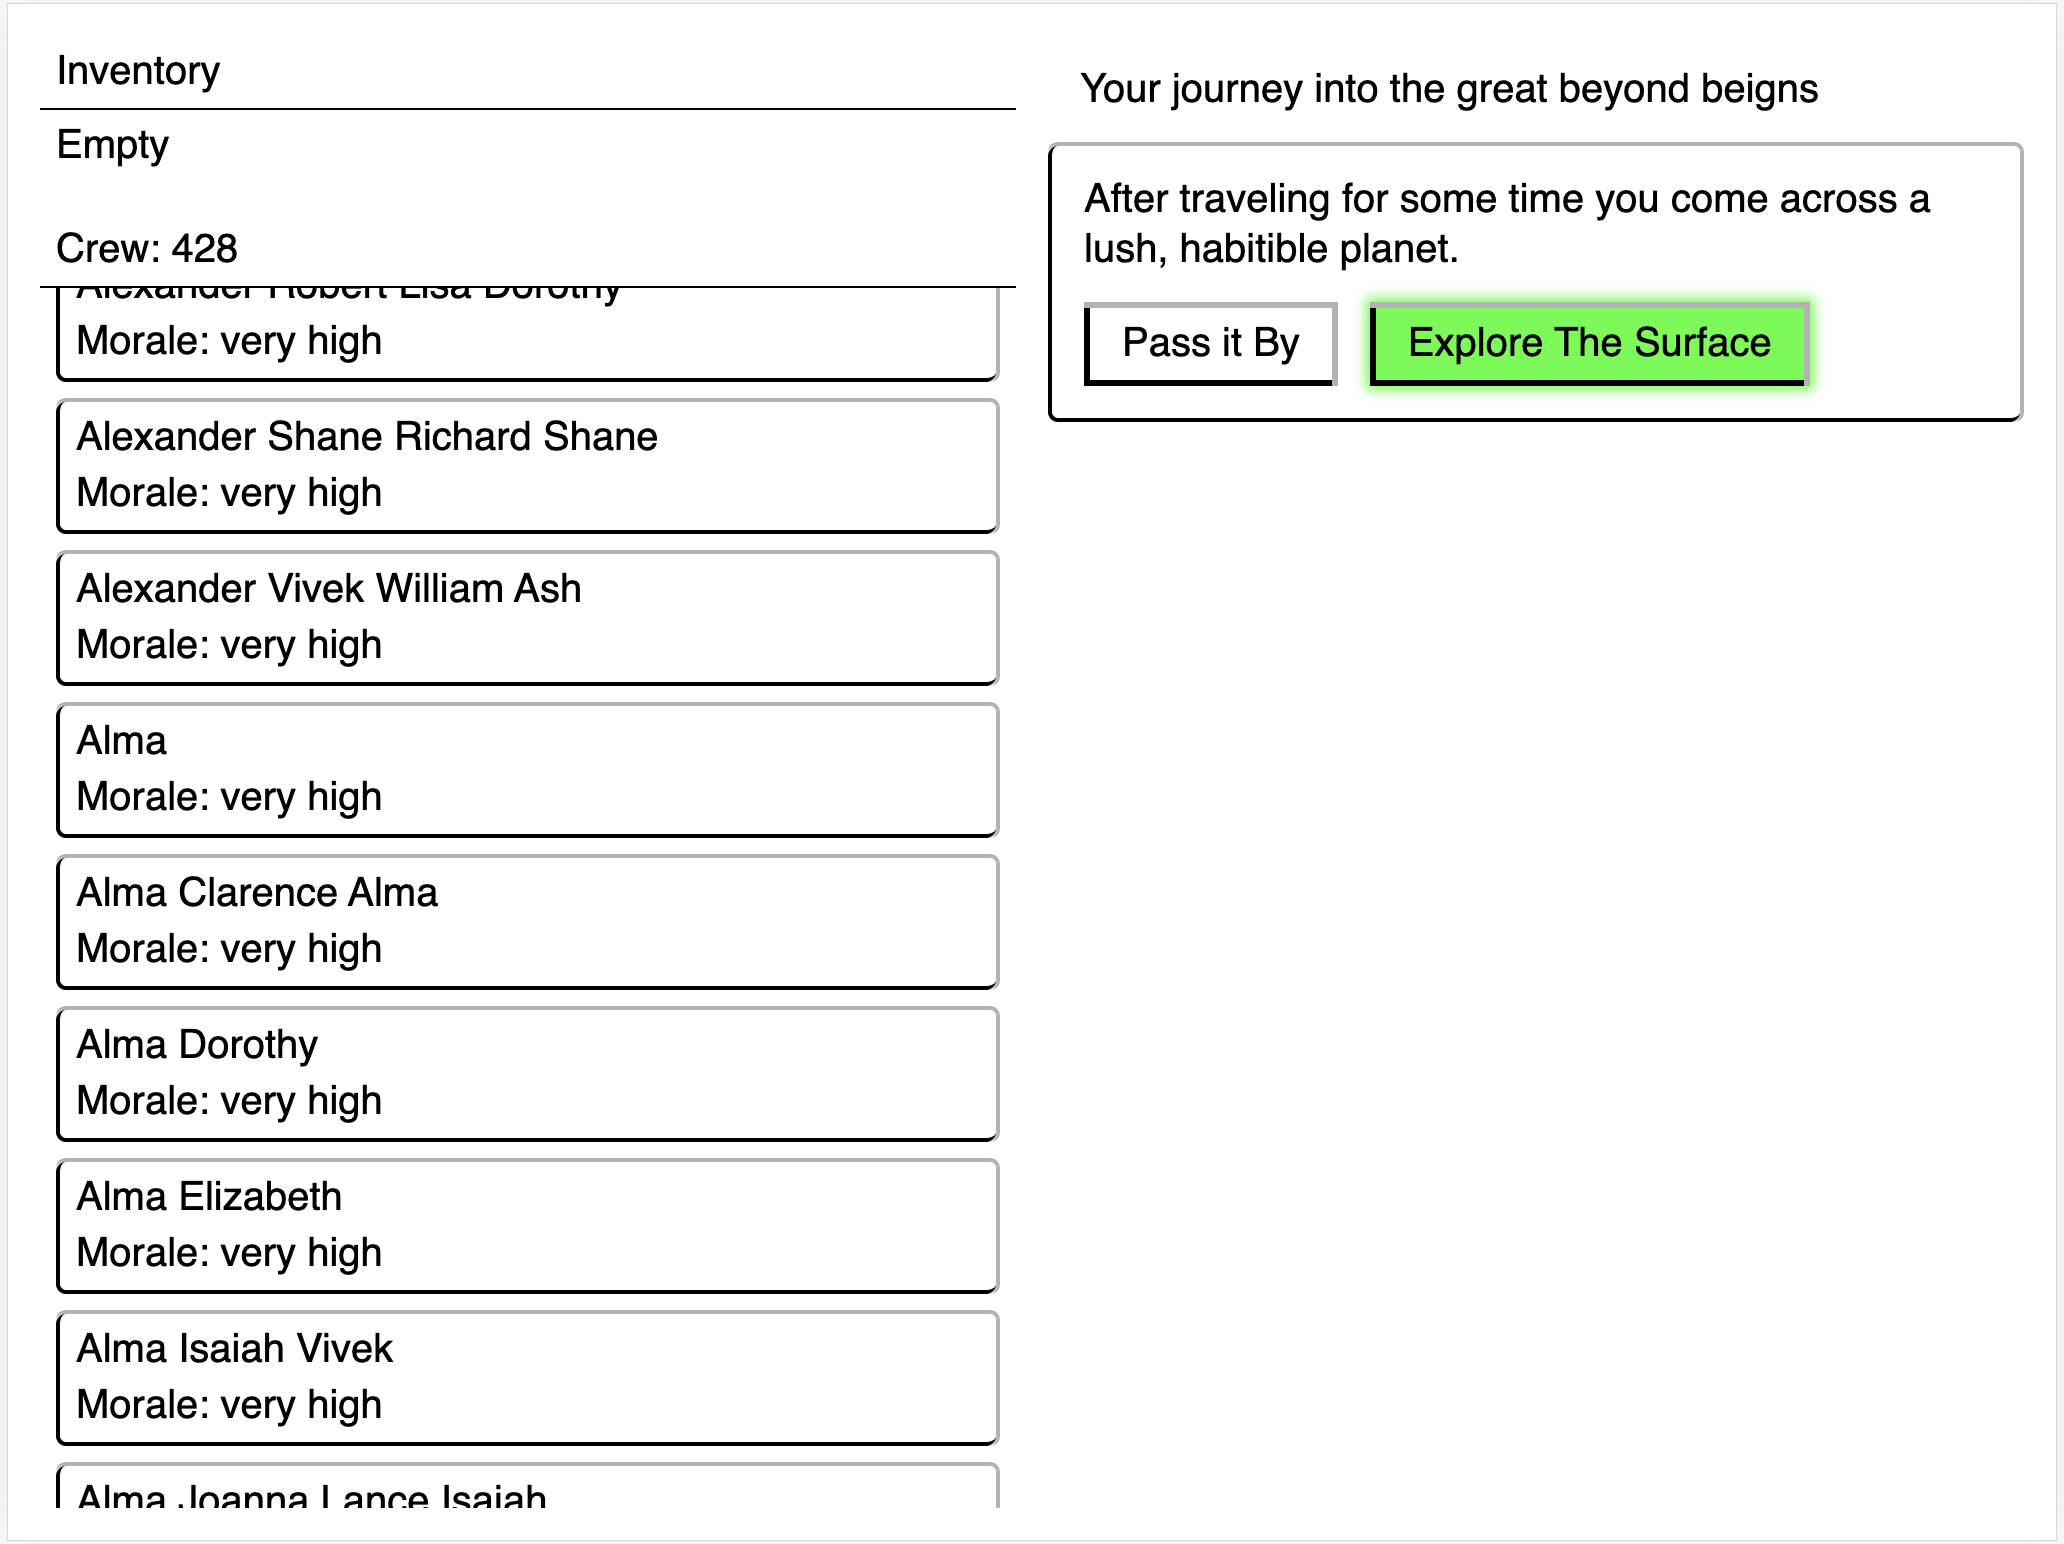 Inventory
Empty
Crew: 428
Alexander Robert Lisa Dorothy
Morale: very high
Alexander Shane Richard Shane
Morale: very high
Alexander Vivek William Ash
Morale: very high
Alma
Morale: very high
Alma Clarence Alma
Morale: very high
Alma Dorothy
Morale: very high
Alma Elizabeth
Morale: very high
Alma Isaiah Vivek
Morale: very high
Alma Joanna Lance Isaiah
Your journey into the great beyond beigns
After traveling for some time you come across a
lush, habitible planet.
Pass it By
Explore The Surface